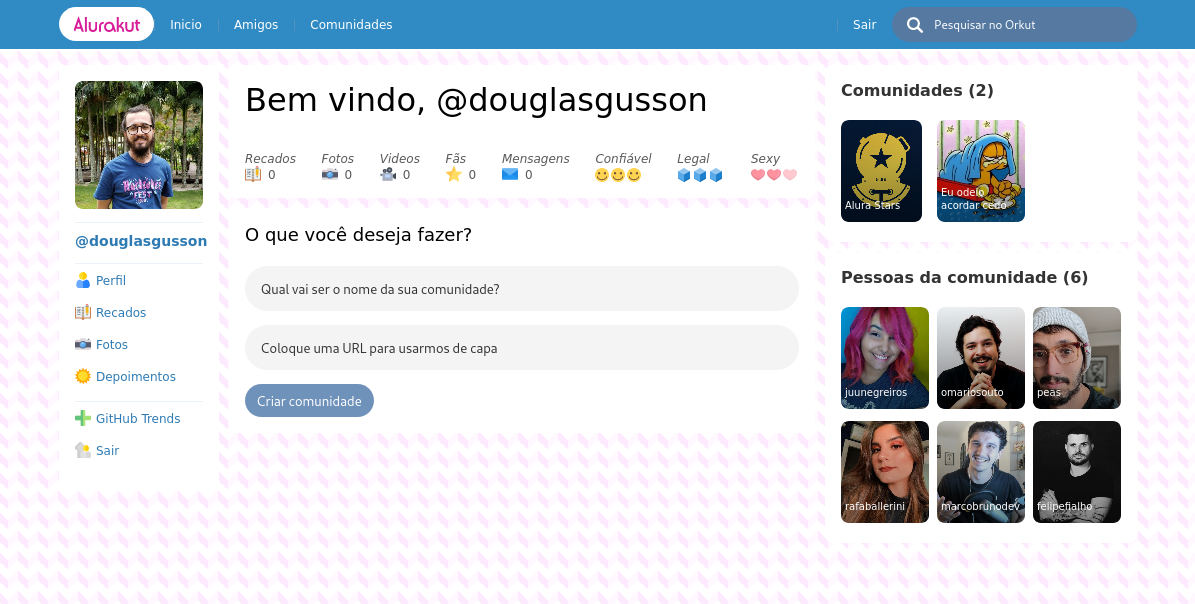 Alurakut
Inicio
Amigos
Comunidades
Sair
Pesquisar no Orkut
@douglasgusson
Perfil
Recados
Fotos
Depoimentos
GitHub Trends
Sair
Bem vindo, @douglasgusson
Recados Fotos Videos Fãs Mensagens Confiável Legal Sexy
0 0 0 0 0
O que você deseja fazer?
Qual vai ser o nome da sua comunidade?
Coloque uma URL para usarmos de capa
Criar comunidade
Comunidades (2)
Alura Stars
Eu odeio
acordar cedo
Pessoas da comunidade (6)
juunegreiros
omariosouto
peas
rafaballerini
marcobrunodev
felipefialho